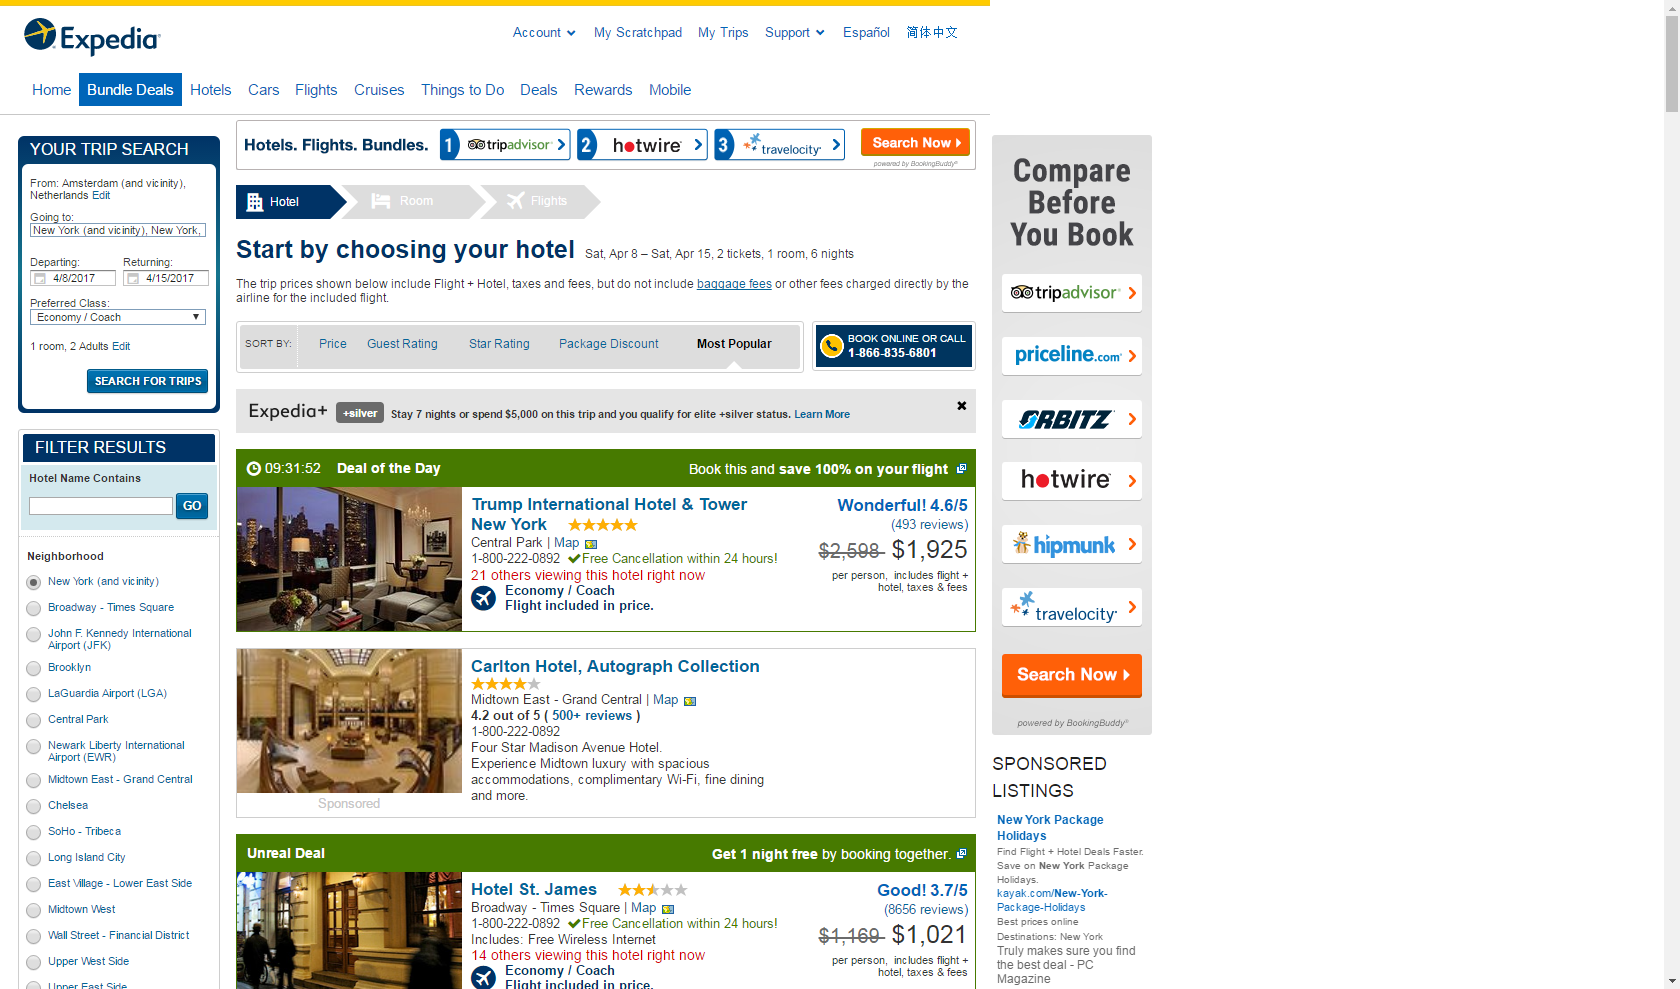 Expedia
Account
My Scratchpad
My Trips
Support
Español
简体中文
Home
Bundle Deals
Hotels
Cars
Flights
Cruises
Things to Do
Deals
Rewards
Mobile
YOUR TRIP SEARCH
From: Amsterdam (and vicinity),
Netherlands Edit
Going to:
New York (and vicinity), New York,
Departing:
Returning:
4/8/2017
4/15/2017
Preferred Class:
Economy / Coach
1 room, 2 Adults Edit
SEARCH FOR TRIPS
FILTER RESULTS
Hotel Name Contains
GO
Neighborhood
New York (and vicinity)
Broadway - Times Square
John F. Kennedy International
Airport (JFK)
Brooklyn
LaGuardia Airport (LGA)
Central Park
Newark Liberty International
Airport (EWR)
Midtown East - Grand Central
Chelsea
SoHo - Tribeca
Long Island City
East Village - Lower East Side
Midtown West
Wall Street - Financial District
Upper West Side
Upper East Side
Hotels. Flights. Bundles.
1 tripadvisor
2 hotwire
3 travelocity
Search Now
powered by BookingBuddy
Hotel
Room
Flights
Start by choosing your hotel Sat, Apr 8 – Sat, Apr 15, 2 tickets, 1 room, 6 nights
The trip prices shown below include Flight + Hotel, taxes and fees, but do not include baggage fees or other fees charged directly by the
airline for the included flight.
SORT BY:
Price
Guest Rating
Star Rating
Package Discount
Most Popular
BOOK ONLINE OR CALL
1-866-835-6801
Expedia+ +silver Stay 7 nights or spend $5,000 on this trip and you qualify for elite +silver status. Learn More
09:31:52 Deal of the Day
Book this and save 100% on your flight
Trump International Hotel & Tower
New York
Central Park | Map
1-800-222-0892 Free Cancellation within 24 hours!
21 others viewing this hotel right now
Economy / Coach
Flight included in price.
Wonderful! 4.6/5
(493 reviews)
$2,598 $1,925
per person, includes flight +
hotel, taxes & fees
Carlton Hotel, Autograph Collection
Midtown East - Grand Central | Map
4.2 out of 5 ( 500+ reviews )
1-800-222-0892
Four Star Madison Avenue Hotel.
Experience Midtown luxury with spacious
accommodations, complimentary Wi-Fi, fine dining
and more.
Sponsored
Unreal Deal
Get 1 night free by booking together.
Hotel St. James
Broadway - Times Square | Map
1-800-222-0892 Free Cancellation within 24 hours!
Includes: Free Wireless Internet
14 others viewing this hotel right now
Economy / Coach
Flight included in price.
Good! 3.7/5
(8656 reviews)
$1,169 $1,021
per person, includes flight +
hotel, taxes & fees
Compare
Before
You Book
tripadvisor
priceline.com
ORBITZ
hotwire
hipmunk
travelocity
Search Now
powered by BookingBuddy
SPONSORED
LISTINGS
New York Package
Holidays
Find Flight + Hotel Deals Faster.
Save on New York Package
Holidays.
kayak.com/New-York-
Package-Holidays
Best prices online
Destinations: New York
Truly makes sure you find
the best deal - PC
Magazine